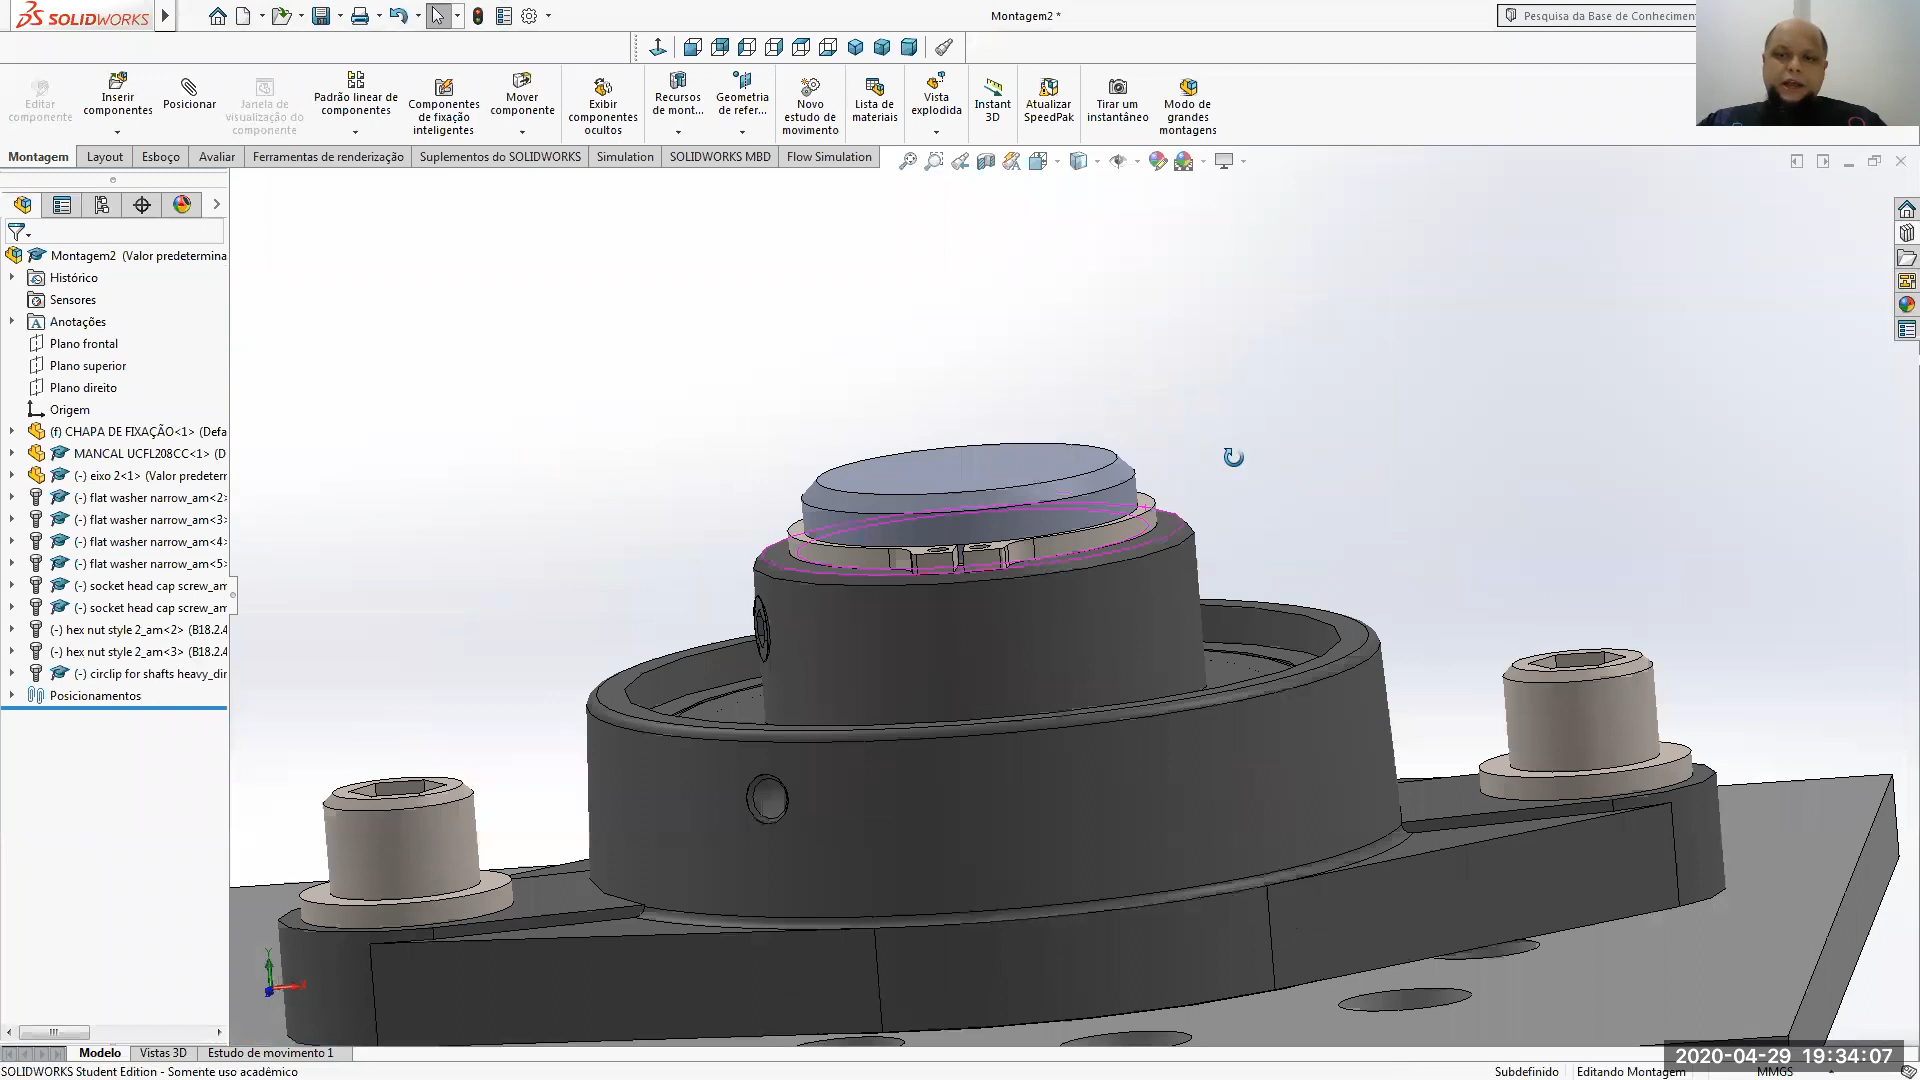 SOLIDWORKS
Montagem2 *
Pesquisa da Base de Conheciment
Editar componente
Inserir componentes
Posicionar
Janela de visualização do componente
Padrão linear de componentes
Componentes de fixação inteligentes
Mover componente
Exibir componentes ocultos
Recursos de mont...
Geometria de refer...
Novo estudo de movimento
Lista de materiais
Vista explodida
Instant 3D
Atualizar SpeedPak
Tirar um instantâneo
Modo de grandes montagens
Montagem
Layout
Esboço
Avaliar
Ferramentas de renderização
Suplementos do SOLIDWORKS
Simulation
SOLIDWORKS MBD
Flow Simulation
Montagem2 (Valor predetermina
Histórico
Sensores
Anotações
Plano frontal
Plano superior
Plano direito
Origem
(f) CHAPA DE FIXAÇÃO<1> (Defa
MANCAL UCFL208CC<1> (D
(-) eixo 2<1> (Valor predeterr
(-) flat washer narrow_am<2>
(-) flat washer narrow_am<3>
(-) flat washer narrow_am<4>
(-) flat washer narrow_am<5>
(-) socket head cap screw_am
(-) socket head cap screw_am
(-) hex nut style 2_am<2> (B18.2.4
(-) hex nut style 2_am<3> (B18.2.4
(-) circlip for shafts heavy_dir
Posicionamentos
Y
X
Modelo
Vistas 3D
Estudo de movimento 1
2020-04-29 19:34:07
SOLIDWORKS Student Edition - Somente uso acadêmico
Subdefinido
Editando Montagem
MMGS